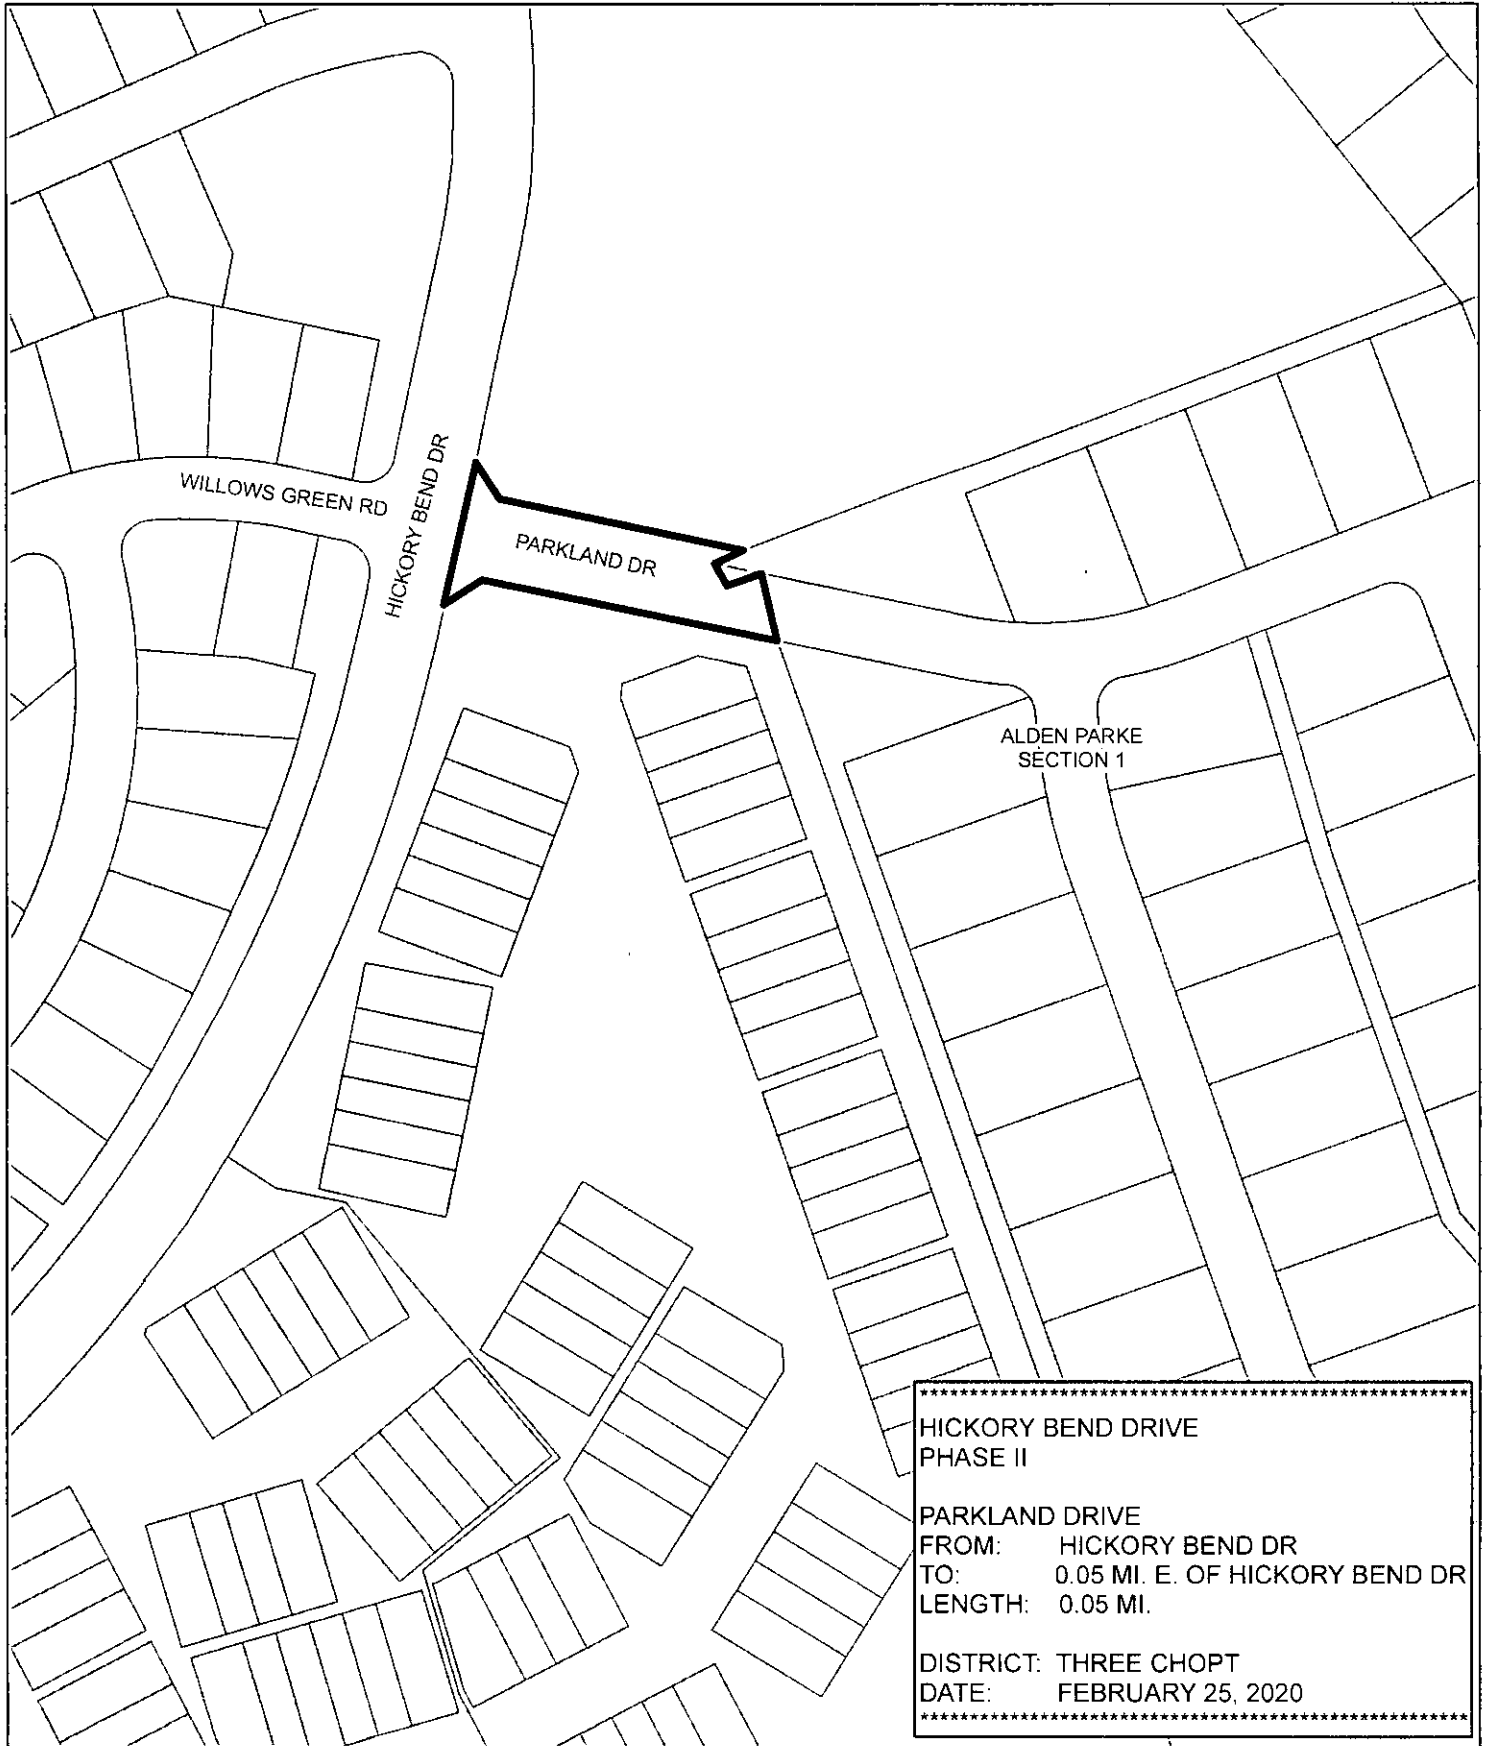 WILLOWS GREEN RD
HICKORY BEND DR
PARKLAND DR
ALDEN PARKE
SECTION 1
******************************************************************
HICKORY BEND DRIVE
PHASE II
PARKLAND DRIVE
FROM: HICKORY BEND DR
TO: 0.05 MI. E. OF HICKORY BEND DR
LENGTH: 0.05 MI.
DISTRICT: THREE CHOPT
DATE: FEBRUARY 25, 2020
******************************************************************